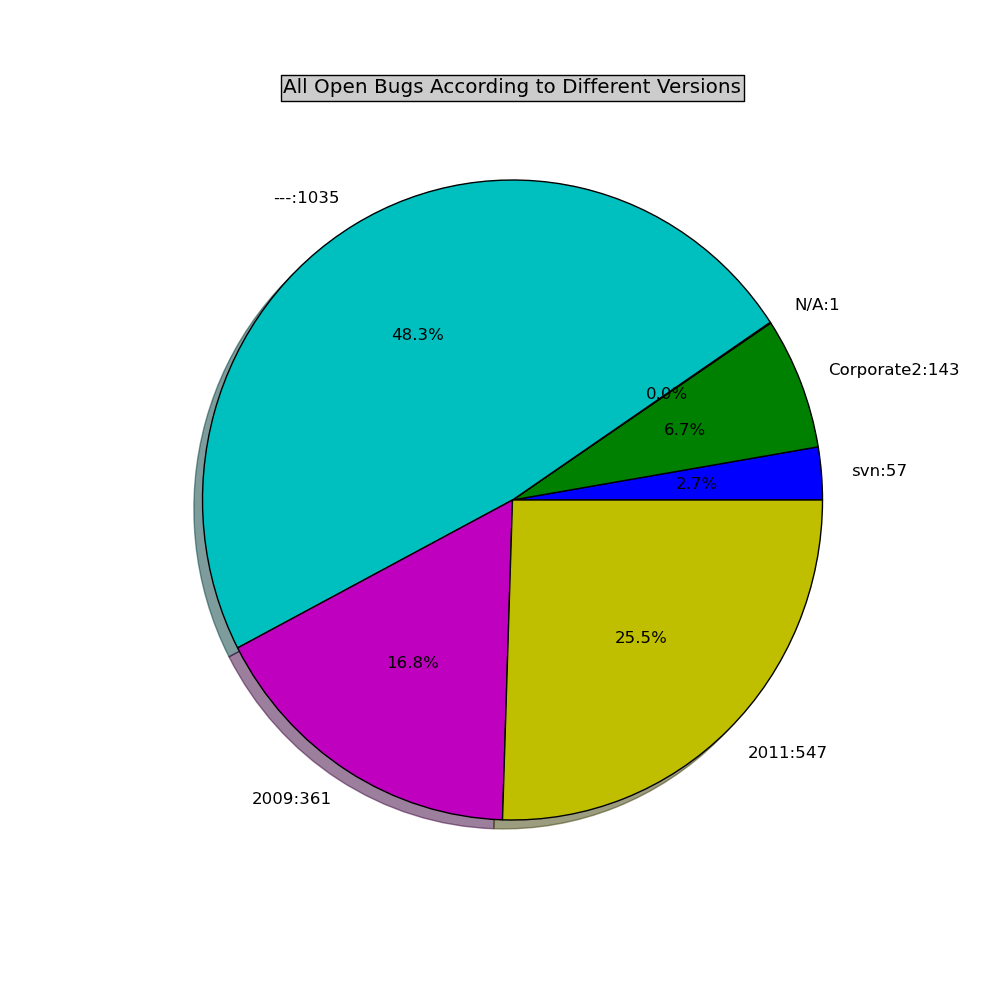 All Open Bugs According to Different Versions
---:1035
N/A:1
48.3%
Corporate2:143
0.0%
6.7%
svn:57
2.7%
25.5%
16.8%
2011:547
2009:361